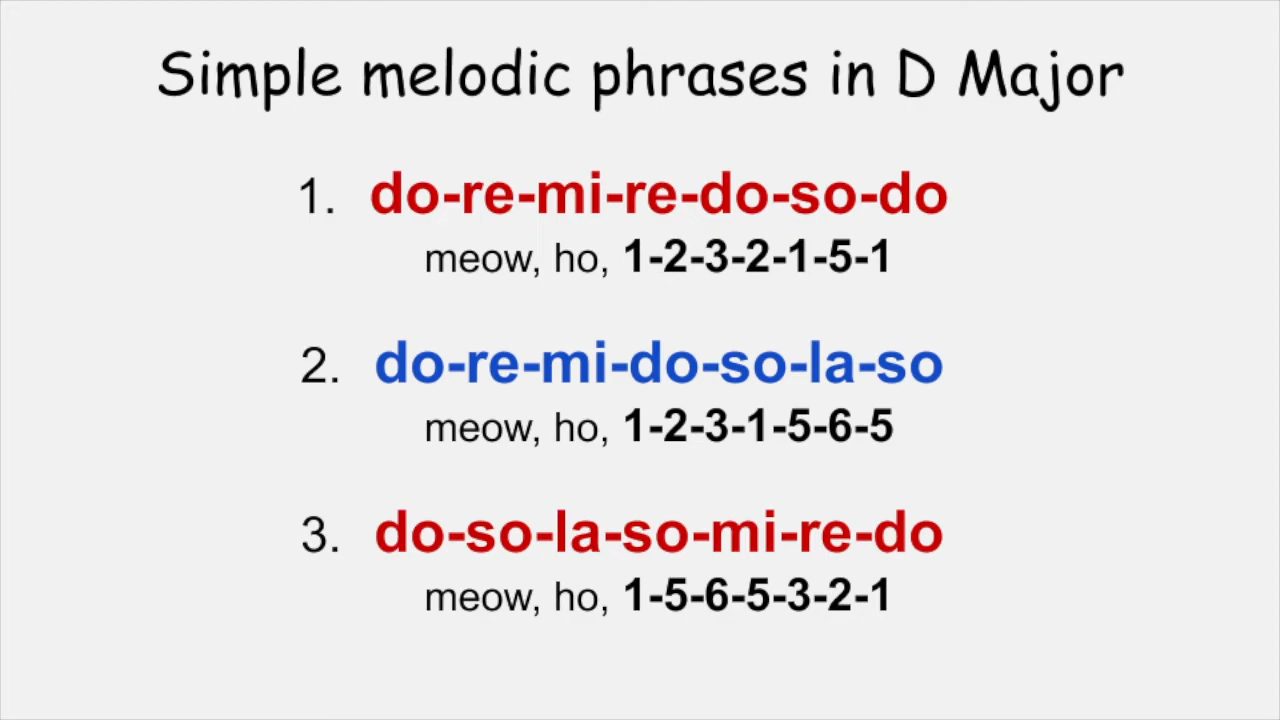 Simple melodic phrases in D Major
1. do-re-mi-re-do-so-do
meow, ho, 1-2-3-2-1-5-1
2. do-re-mi-do-so-la-so
meow, ho, 1-2-3-1-5-6-5
3. do-so-la-so-mi-re-do
meow, ho, 1-5-6-5-3-2-1